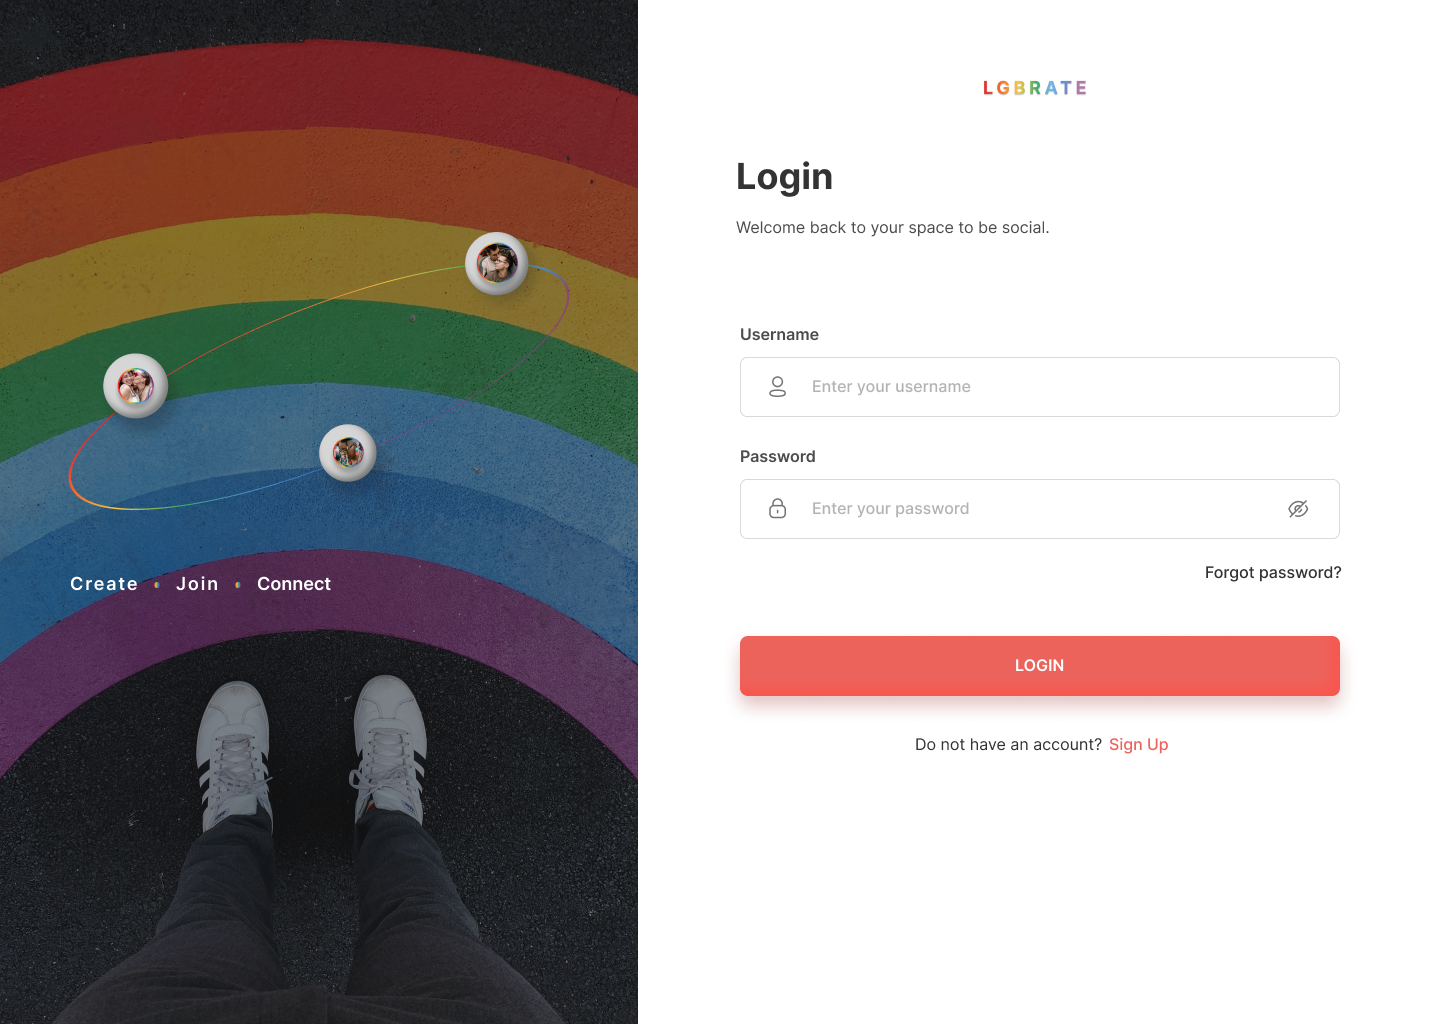 Create • Join • Connect
LGBRATE
Login
Welcome back to your space to be social.
Username
Enter your username
Password
Enter your password
Forgot password?
LOGIN
Do not have an account? Sign Up